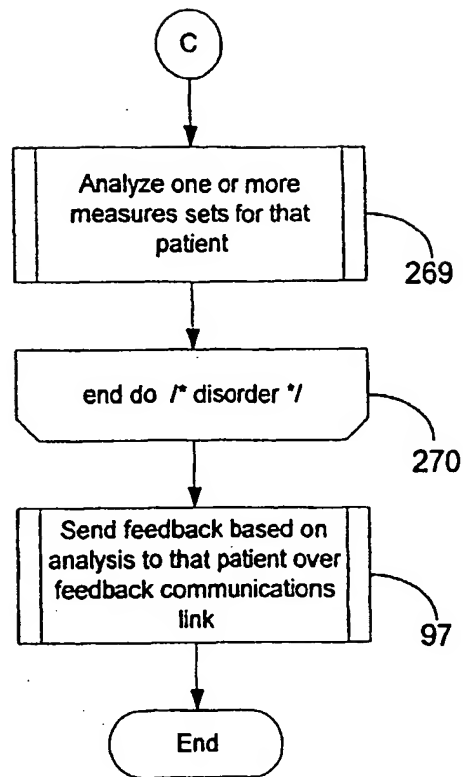 C
Analyze one or more
measures sets for that
patient
269
end do /* disorder */
270
Send feedback based on
analysis to that patient over
feedback communications
link
97
End